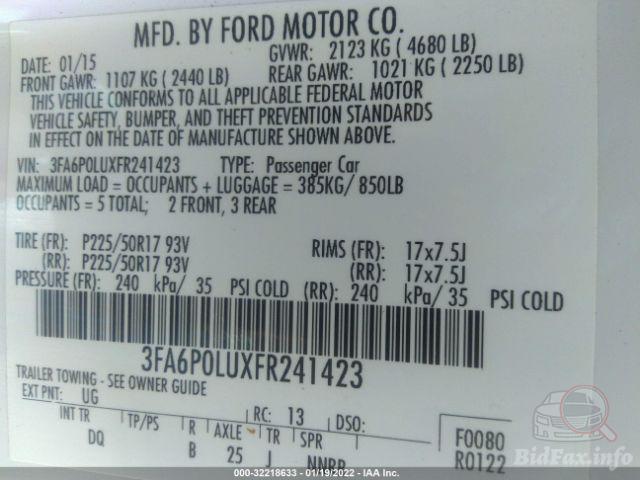 MFD. BY FORD MOTOR CO.
DATE: 01/15 GVWR: 2123 KG ( 4680 LB)
FRONT GAWR: 1107 KG ( 2440 LB) REAR GAWR: 1021 KG ( 2250 LB)
THIS VEHICLE CONFORMS TO ALL APPLICABLE FEDERAL MOTOR
VEHICLE SAFETY, BUMPER, AND THEFT PREVENTION STANDARDS
IN EFFECT ON THE DATE OF MANUFACTURE SHOWN ABOVE.
VIN: 3FA6P0LUXFR241423 TYPE: Passenger Car
MAXIMUM LOAD = OCCUPANTS + LUGGAGE = 385KG/ 850LB
OCCUPANTS = 5 TOTAL; 2 FRONT, 3 REAR
TIRE (FR): P225/50R17 93V RIMS (FR): 17x7.5J
(RR): P225/50R17 93V (RR): 17x7.5J
PRESSURE (FR): 240 kPa/ 35 PSI COLD (RR): 240 kPa/ 35 PSI COLD
3FA6P0LUXFR241423
TRAILER TOWING - SEE OWNER GUIDE
EXT PNT: UG RC: 13 DSO:
INT TR TP/PS R AXLE TR SPR F0080
DQ B 25 J NNRR R0122
000-32218633 - 01/19/2022 - IAA Inc.
BidFax.info